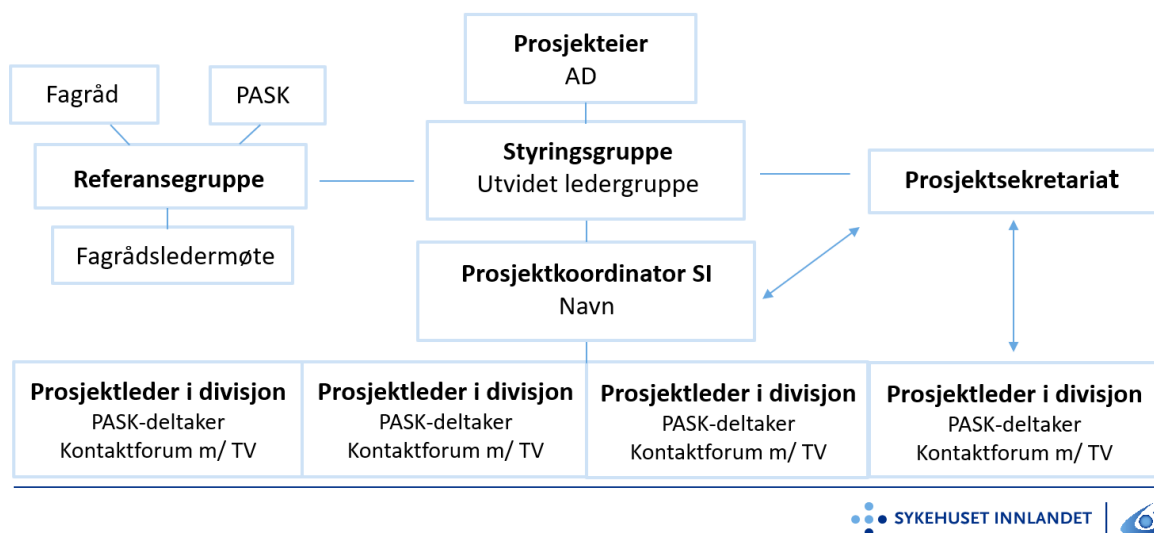 Prosjekteier
AD
Fagråd
PASK
Styringsgruppe
Utvidet ledergruppe
Referansegruppe
Prosjektsekretariat
Fagrådsledermøte
Prosjektkoordinator SI
Navn
Prosjektleder i divisjon
PASK-deltaker
Kontaktforum m/ TV
Prosjektleder i divisjon
PASK-deltaker
Kontaktforum m/ TV
Prosjektleder i divisjon
PASK-deltaker
Kontaktforum m/ TV
Prosjektleder i divisjon
PASK-deltaker
Kontaktforum m/ TV
SYKEHUSET INNLANDET